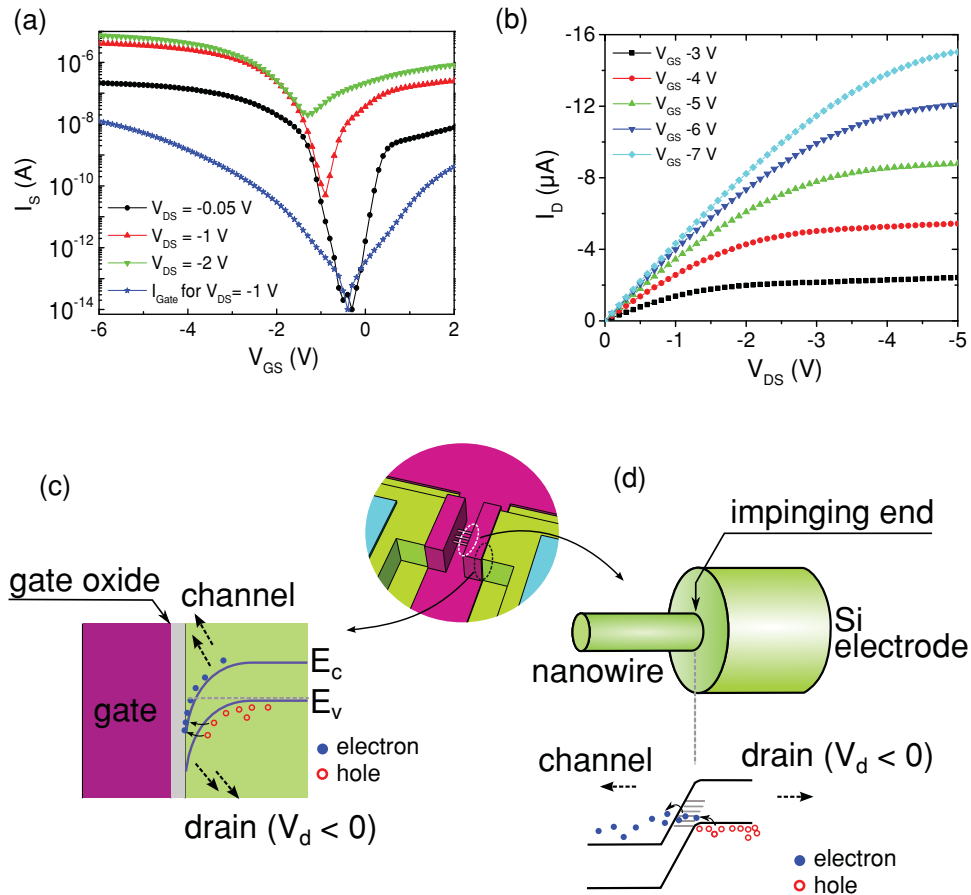 (a)
10⁻⁶
10⁻⁸
10⁻¹⁰
10⁻¹²
10⁻¹⁴
I_S (A)
V_DS = -0.05 V
V_DS = -1 V
V_DS = -2 V
I_Gate for V_DS= -1 V
-6 -4 -2 0 2
V_GS (V)
(b)
-16
-12
-8
-4
0
I_D (µA)
V_GS -3 V
V_GS -4 V
V_GS -5 V
V_GS -6 V
V_GS -7 V
0 -1 -2 -3 -4 -5
V_DS (V)
(c)
gate oxide
channel
E_c
E_v
gate
electron
hole
drain (V_d < 0)
(d)
impinging end
Si
electrode
nanowire
channel
drain (V_d < 0)
electron
hole